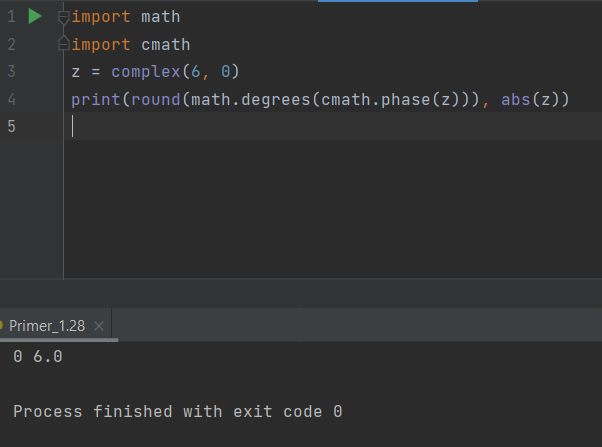 1 import math
2 import cmath
3 z = complex(6, 0)
4 print(round(math.degrees(cmath.phase(z))), abs(z))
5
Primer_1.28
0 6.0
Process finished with exit code 0